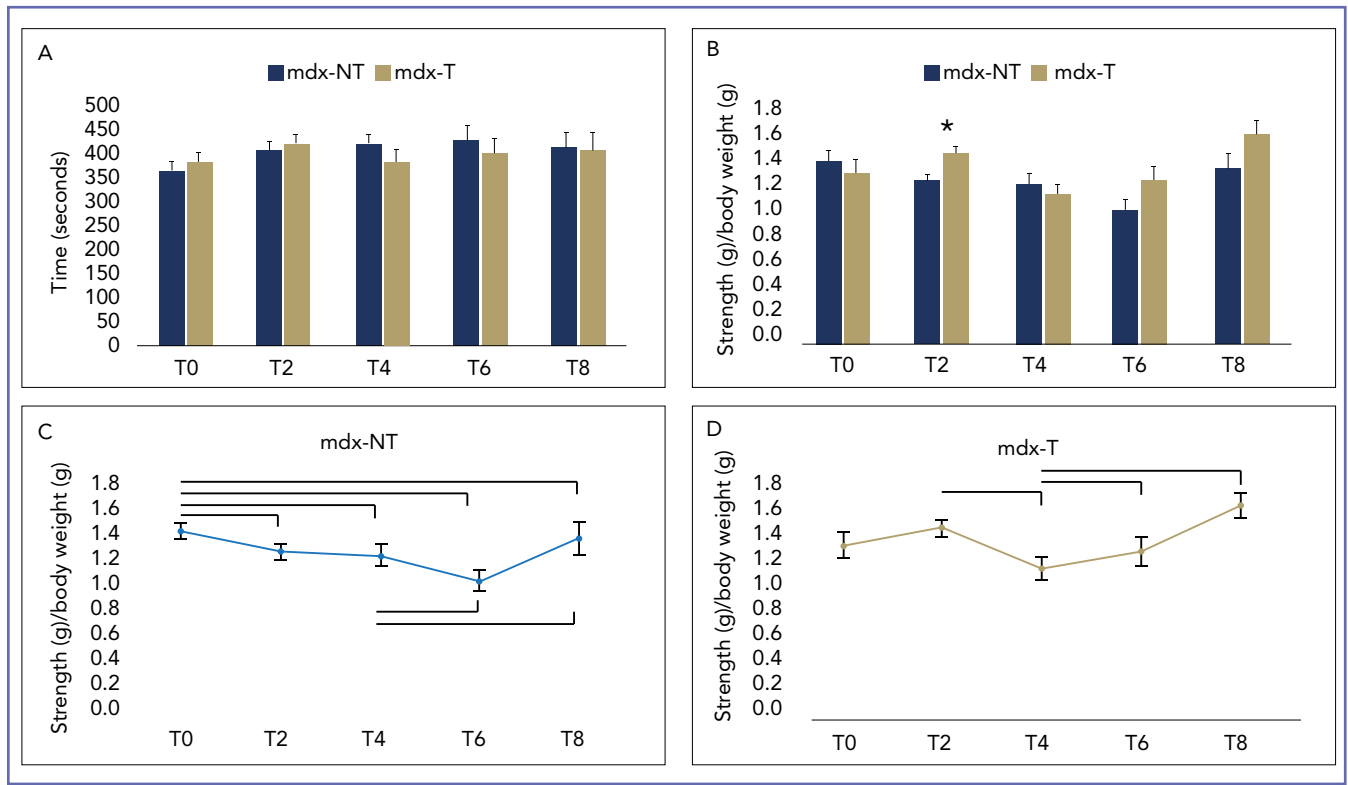 A
mdx-NT mdx-T
Time (seconds)
500
450
400
350
300
250
200
150
100
50
0
T0 T2 T4 T6 T8
B
mdx-NT mdx-T
Strength (g)/body weight (g)
1.8
1.6
1.4
1.2
1.0
0.8
0.6
0.4
0.2
0.0
*
T0 T2 T4 T6 T8
C
mdx-NT
Strength (g)/body weight (g)
1.8
1.6
1.4
1.2
1.0
0.8
0.6
0.4
0.2
0.0
T0 T2 T4 T6 T8
D
mdx-T
Strength (g)/body weight (g)
1.8
1.6
1.4
1.2
1.0
0.8
0.6
0.4
0.2
0.0
T0 T2 T4 T6 T8